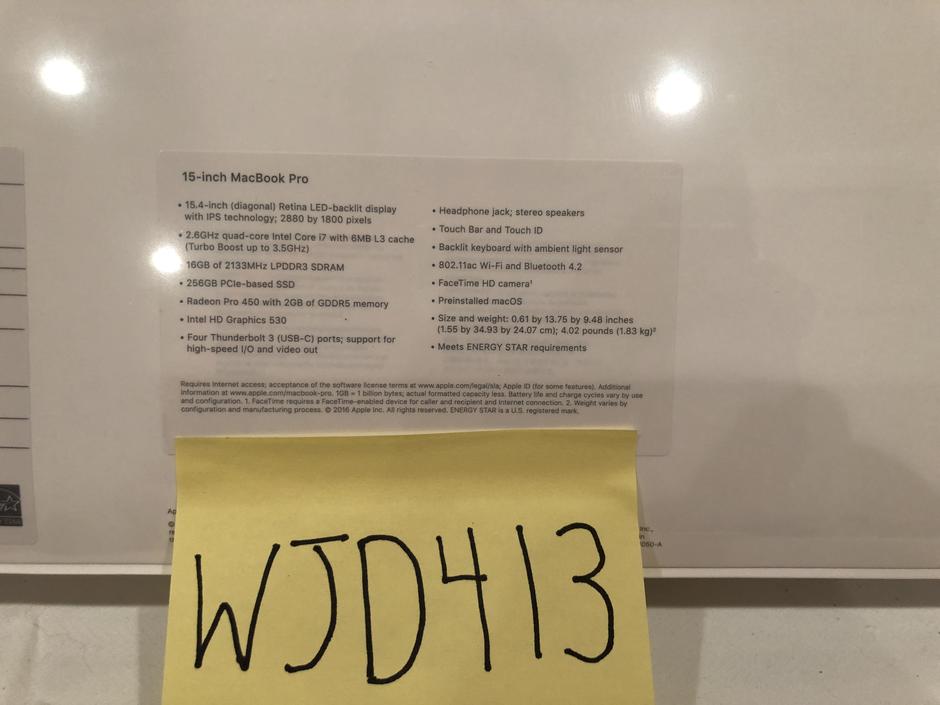 15-inch MacBook Pro
• 15.4-inch (diagonal) Retina LED-backlit display
with IPS technology; 2880 by 1800 pixels
• 2.6GHz quad-core Intel Core i7 with 6MB L3 cache
(Turbo Boost up to 3.5GHz)
16GB of 2133MHz LPDDR3 SDRAM
• 256GB PCIe-based SSD
• Radeon Pro 450 with 2GB of GDDR5 memory
• Intel HD Graphics 530
• Four Thunderbolt 3 (USB-C) ports; support for
high-speed I/O and video out
• Headphone jack; stereo speakers
• Touch Bar and Touch ID
• Backlit keyboard with ambient light sensor
• 802.11ac Wi-Fi and Bluetooth 4.2
• FaceTime HD camera¹
• Preinstalled macOS
• Size and weight: 0.61 by 13.75 by 9.48 inches
(1.55 by 34.93 by 24.07 cm); 4.02 pounds (1.83 kg)²
• Meets ENERGY STAR requirements
Requires Internet access; acceptance of the software license terms at www.apple.com/legal/sla; Apple ID (for some features). Additional
information at www.apple.com/macbook-pro. 1GB = 1 billion bytes; actual formatted capacity less. Battery life and charge cycles vary by use
and configuration. 1. FaceTime requires a FaceTime-enabled device for caller and recipient and Internet connection. 2. Weight varies by
configuration and manufacturing process. © 2016 Apple Inc. All rights reserved. ENERGY STAR is a U.S. registered mark.
WJD413